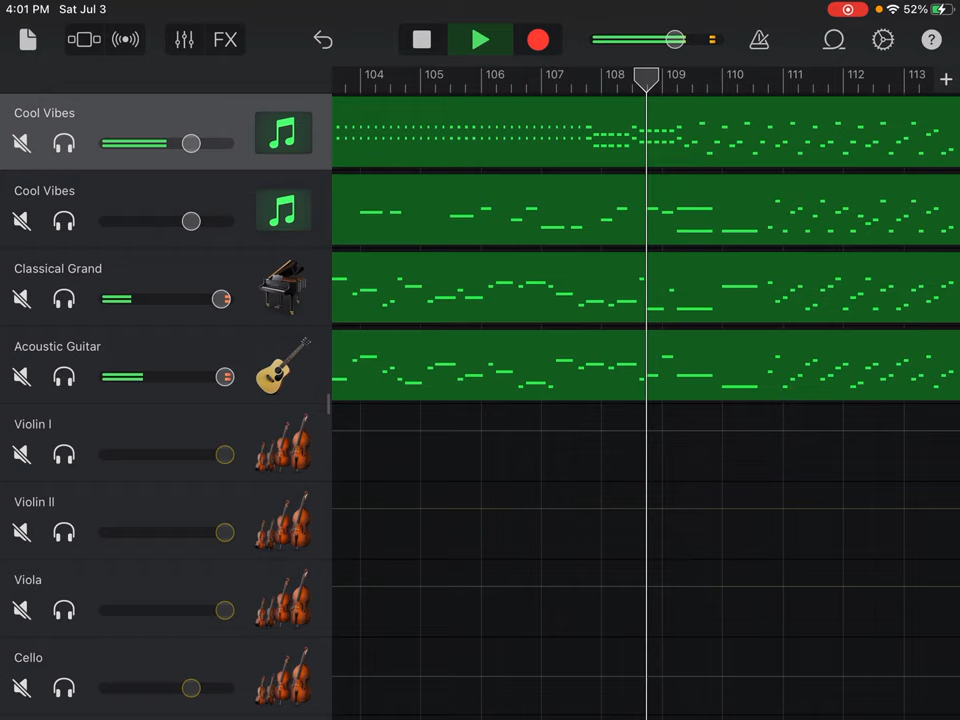 4:01 PM Sat Jul 3 52%
FX ?
104 105 106 107 108 109 110 111 112 113 +
Cool Vibes
Cool Vibes
Classical Grand
Acoustic Guitar
Violin I
Violin II
Viola
Cello